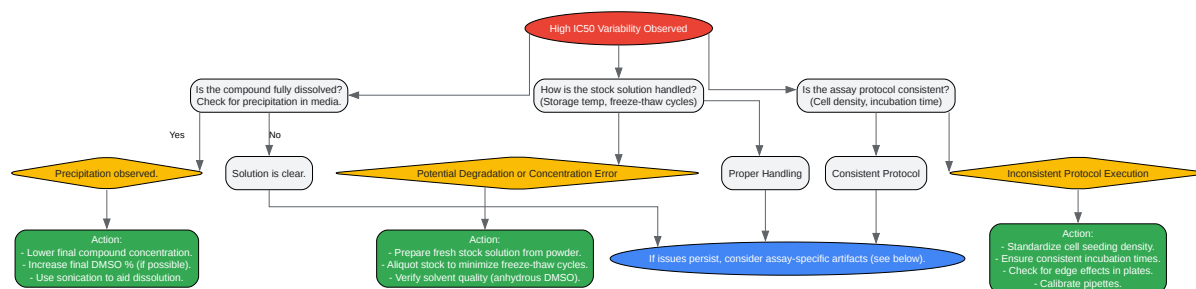 High IC50 Variability Observed
Is the compound fully dissolved?
Check for precipitation in media.
How is the stock solution handled?
(Storage temp, freeze-thaw cycles)
Is the assay protocol consistent?
(Cell density, incubation time)
Yes
No
Precipitation observed.
Solution is clear.
Potential Degradation or Concentration Error
Proper Handling
Consistent Protocol
Inconsistent Protocol Execution
Action:
- Lower final compound concentration.
- Increase final DMSO % (if possible).
- Use sonication to aid dissolution.
Action:
- Prepare fresh stock solution from powder.
- Aliquot stock to minimize freeze-thaw cycles.
- Verify solvent quality (anhydrous DMSO).
If issues persist, consider assay-specific artifacts (see below).
Action:
- Standardize cell seeding density.
- Ensure consistent incubation times.
- Check for edge effects in plates.
- Calibrate pipettes.